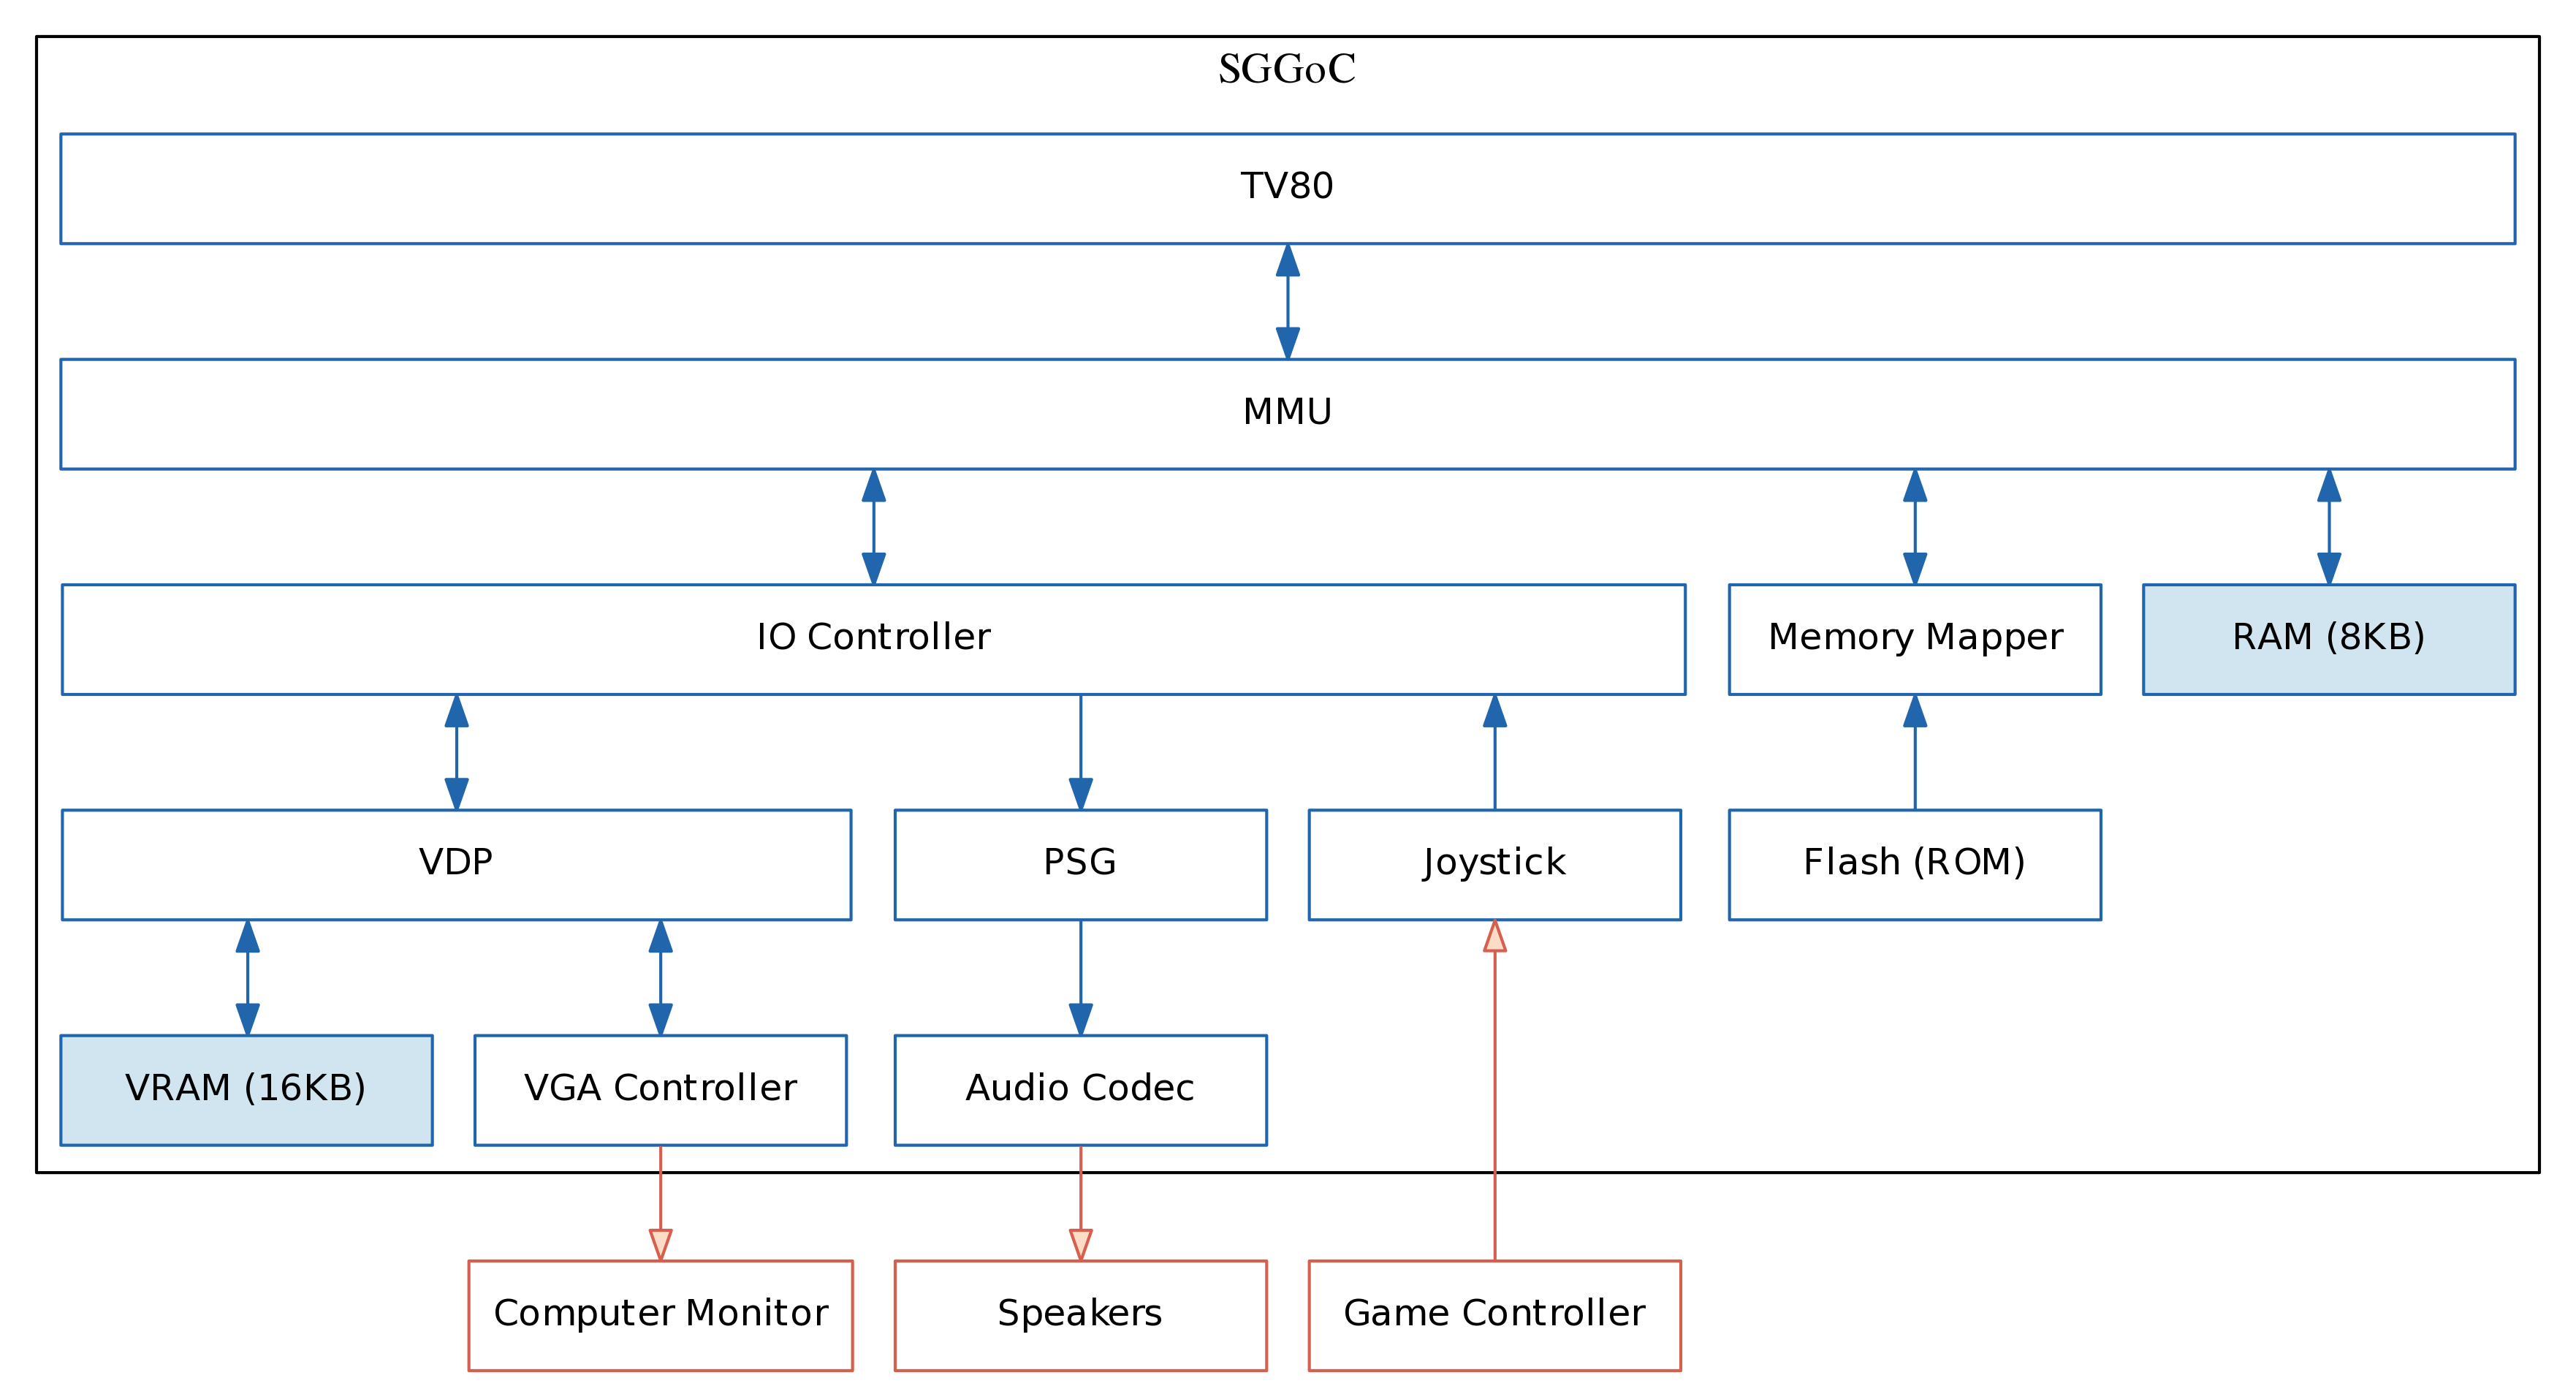 SGGoC
TV80
MMU
IO Controller
Memory Mapper
RAM (8KB)
VDP
PSG
Joystick
Flash (ROM)
VRAM (16KB)
VGA Controller
Audio Codec
Computer Monitor
Speakers
Game Controller